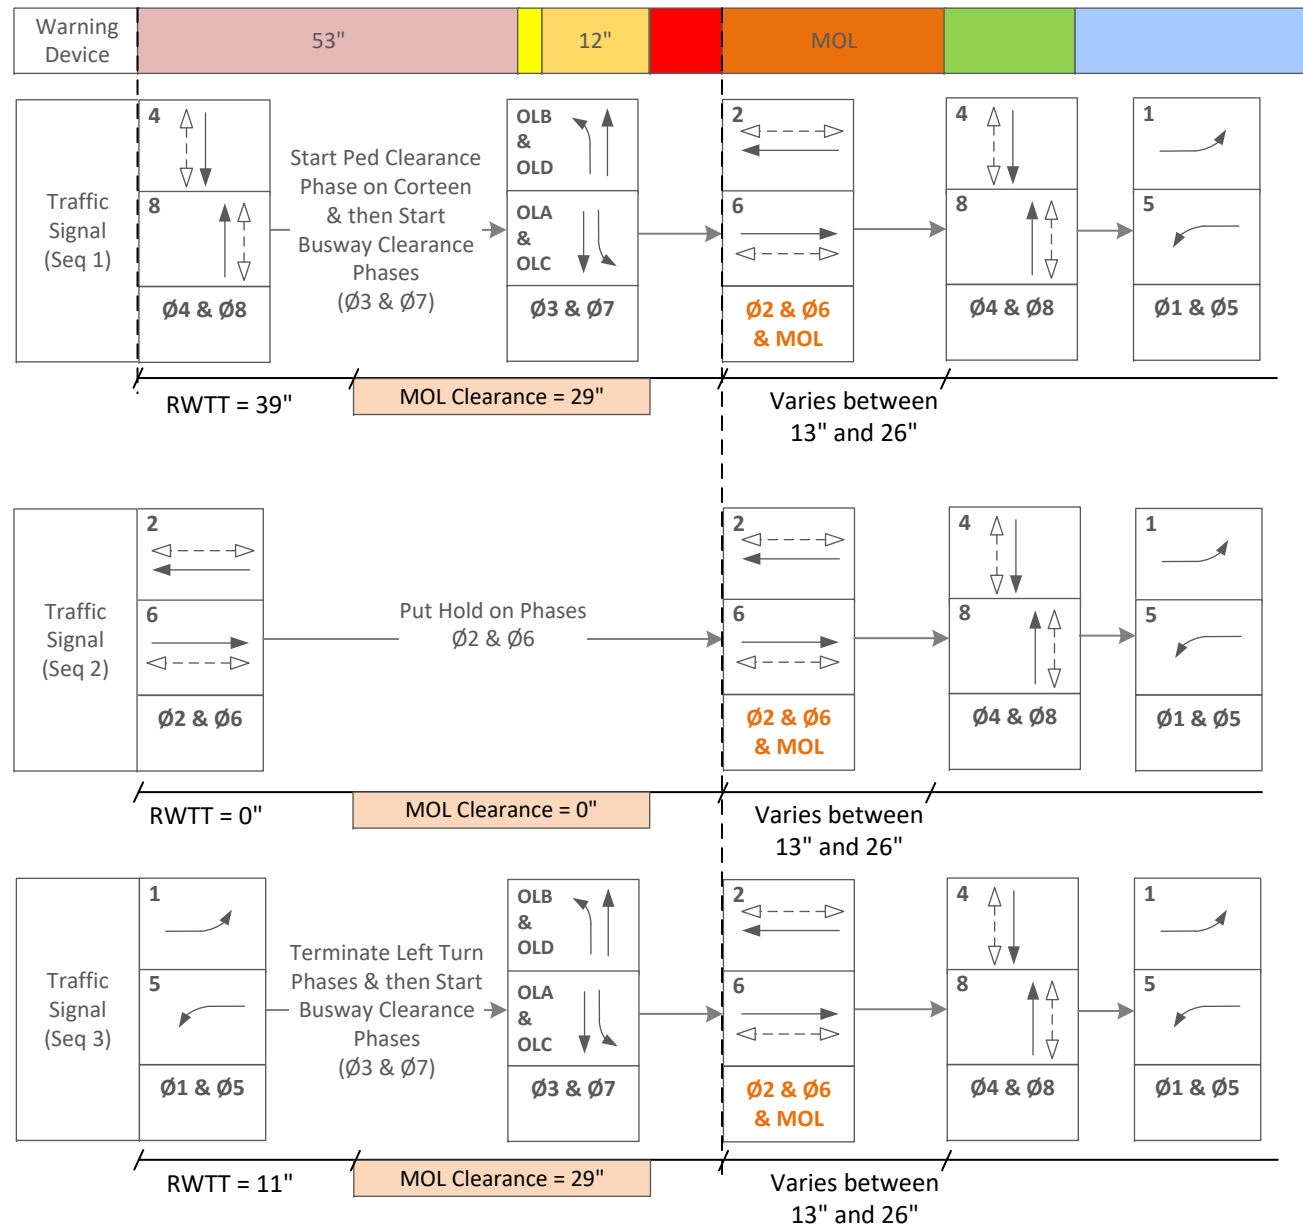 Warning
Device
53"
12"
MOL
Traffic
Signal
(Seq 1)
4
8
Ø4 & Ø8
Start Ped Clearance
Phase on Corteen
& then Start
Busway Clearance
Phases
(Ø3 & Ø7)
OLB
&
OLD
OLA
&
OLC
Ø3 & Ø7
2
6
Ø2 & Ø6
& MOL
4
8
Ø4 & Ø8
1
5
Ø1 & Ø5
RWTT = 39"
MOL Clearance = 29"
Varies between
13" and 26"
Traffic
Signal
(Seq 2)
2
6
Ø2 & Ø6
Put Hold on Phases
Ø2 & Ø6
2
6
Ø2 & Ø6
& MOL
4
8
Ø4 & Ø8
1
5
Ø1 & Ø5
RWTT = 0"
MOL Clearance = 0"
Varies between
13" and 26"
Traffic
Signal
(Seq 3)
1
5
Ø1 & Ø5
Terminate Left Turn
Phases & then Start
Busway Clearance
Phases
(Ø3 & Ø7)
OLB
&
OLD
OLA
&
OLC
Ø3 & Ø7
2
6
Ø2 & Ø6
& MOL
4
8
Ø4 & Ø8
1
5
Ø1 & Ø5
RWTT = 11"
MOL Clearance = 29"
Varies between
13" and 26"